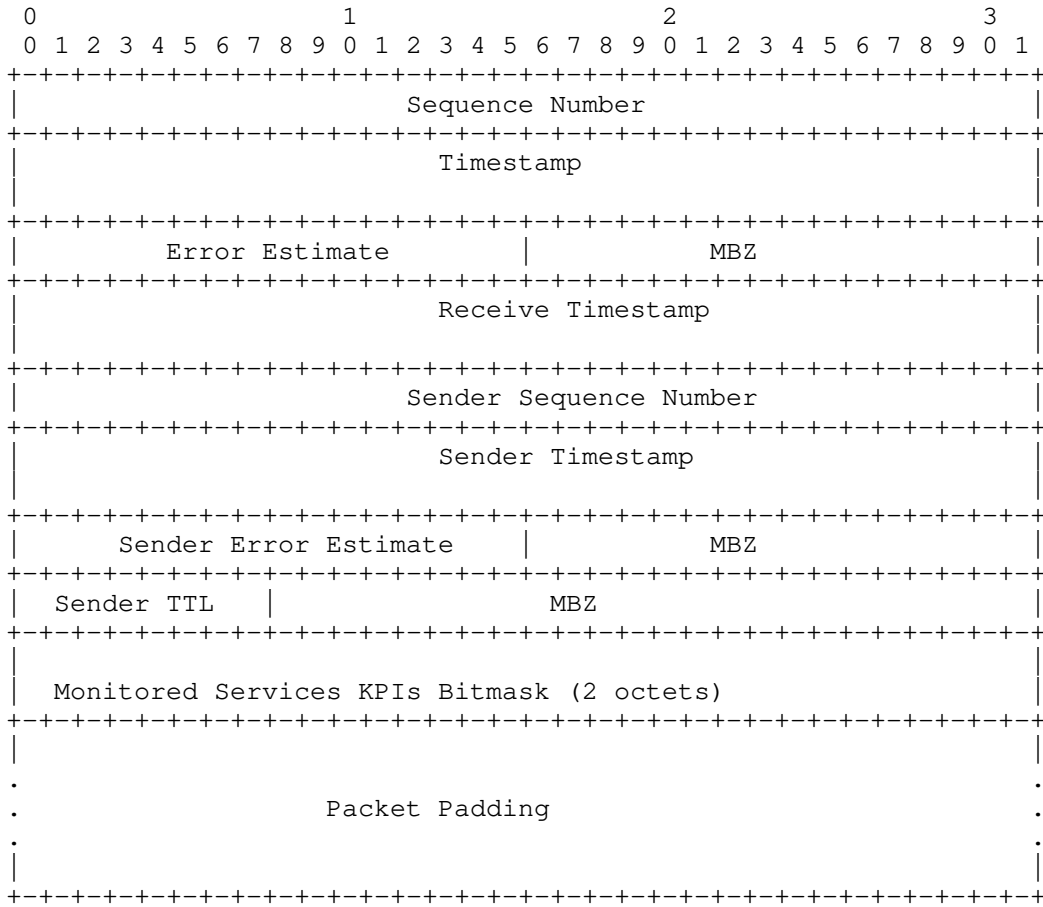 0                   1                   2                   3
0 1 2 3 4 5 6 7 8 9 0 1 2 3 4 5 6 7 8 9 0 1 2 3 4 5 6 7 8 9 0 1
+-+-+-+-+-+-+-+-+-+-+-+-+-+-+-+-+-+-+-+-+-+-+-+-+-+-+-+-+-+-+-+-+
|                        Sequence Number                        |
+-+-+-+-+-+-+-+-+-+-+-+-+-+-+-+-+-+-+-+-+-+-+-+-+-+-+-+-+-+-+-+-+
|                          Timestamp                            |
|                                                               |
+-+-+-+-+-+-+-+-+-+-+-+-+-+-+-+-+-+-+-+-+-+-+-+-+-+-+-+-+-+-+-+-+
|         Error Estimate        |           MBZ                 |
+-+-+-+-+-+-+-+-+-+-+-+-+-+-+-+-+-+-+-+-+-+-+-+-+-+-+-+-+-+-+-+-+
|                          Receive Timestamp                    |
|                                                               |
+-+-+-+-+-+-+-+-+-+-+-+-+-+-+-+-+-+-+-+-+-+-+-+-+-+-+-+-+-+-+-+-+
|                        Sender Sequence Number                 |
+-+-+-+-+-+-+-+-+-+-+-+-+-+-+-+-+-+-+-+-+-+-+-+-+-+-+-+-+-+-+-+-+
|                          Sender Timestamp                     |
|                                                               |
+-+-+-+-+-+-+-+-+-+-+-+-+-+-+-+-+-+-+-+-+-+-+-+-+-+-+-+-+-+-+-+-+
|      Sender Error Estimate    |           MBZ                 |
+-+-+-+-+-+-+-+-+-+-+-+-+-+-+-+-+-+-+-+-+-+-+-+-+-+-+-+-+-+-+-+-+
|  Sender TTL   |                 MBZ                           |
+-+-+-+-+-+-+-+-+-+-+-+-+-+-+-+-+-+-+-+-+-+-+-+-+-+-+-+-+-+-+-+-+
|                                                               |
|  Monitored Services KPIs Bitmask (2 octets)                   |
+-+-+-+-+-+-+-+-+-+-+-+-+-+-+-+-+-+-+-+-+-+-+-+-+-+-+-+-+-+-+-+-+
|                                                               |
.                                                               .
.                   Packet Padding                              .
.                                                               .
|                                                               |
+-+-+-+-+-+-+-+-+-+-+-+-+-+-+-+-+-+-+-+-+-+-+-+-+-+-+-+-+-+-+-+-+